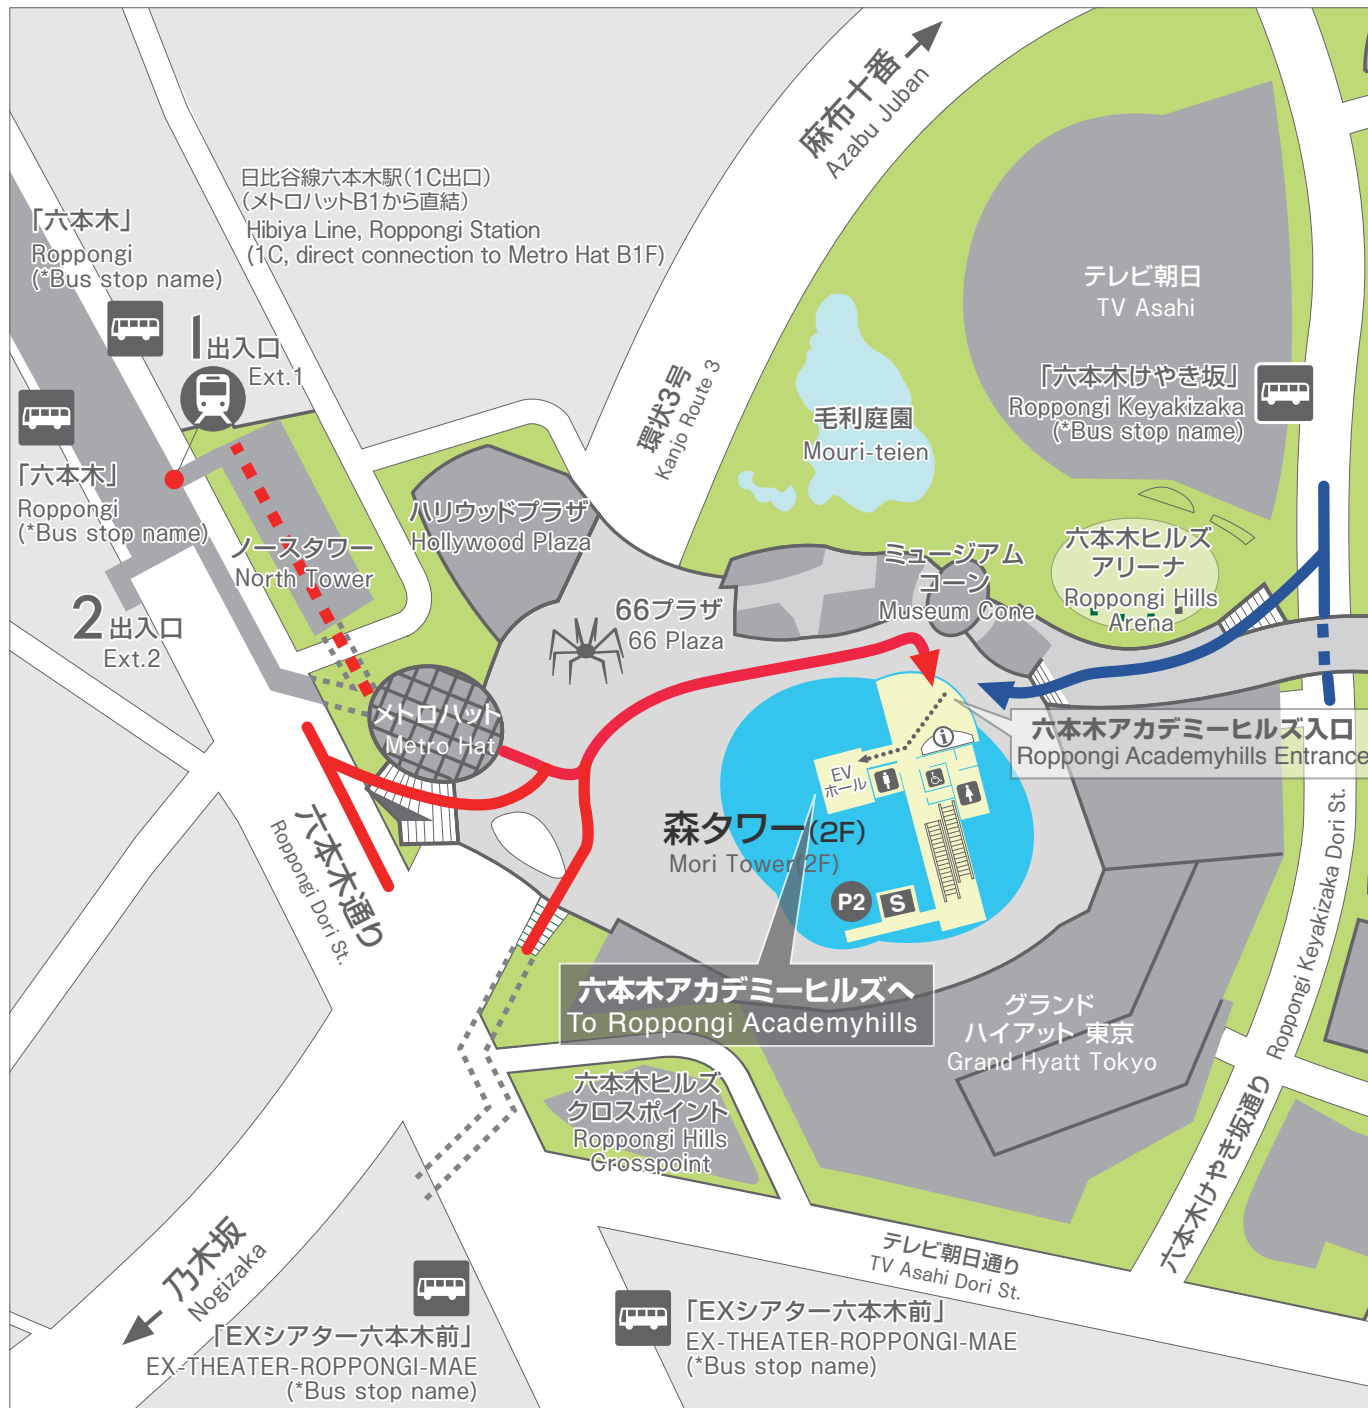 麻布十番
Azabu Juban
日比谷線六本木駅(1C出口)
(メトロハットB1から直結)
Hibiya Line, Roppongi Station
(1C, direct connection to Metro Hat B1F)
「六本木」
Roppongi
(*Bus stop name)
1出入口
Ext.1
「六本木」
Roppongi
(*Bus stop name)
2出入口
Ext.2
ノースタワー
North Tower
ハリウッドプラザ
Hollywood Plaza
環状3号
Kanjo Route 3
毛利庭園
Mouri-teien
テレビ朝日
TV Asahi
「六本木けやき坂」
Roppongi Keyakizaka
(*Bus stop name)
六本木ヒルズ
アリーナ
Roppongi Hills
Arena
ミュージアム
コーン
Museum Cone
66プラザ
66 Plaza
メトロハット
Metro Hat
六本木アカデミーヒルズ入口
Roppongi Academyhills Entrance
i
EV
ホール
森タワー(2F)
Mori Tower(2F)
P2
S
六本木通り
Roppongi Dori St.
六本木アカデミーヒルズへ
To Roppongi Academyhills
グランド
ハイアット 東京
Grand Hyatt Tokyo
六本木けやき坂通り
Roppongi Keyakizaka Dori St.
六本木ヒルズ
クロスポイント
Roppongi Hills
Crosspoint
テレビ朝日通り
TV Asahi Dori St.
乃木坂
Nogizaka
「EXシアター六本木前」
EX-THEATER-ROPPONGI-MAE
(*Bus stop name)
「EXシアター六本木前」
EX-THEATER-ROPPONGI-MAE
(*Bus stop name)